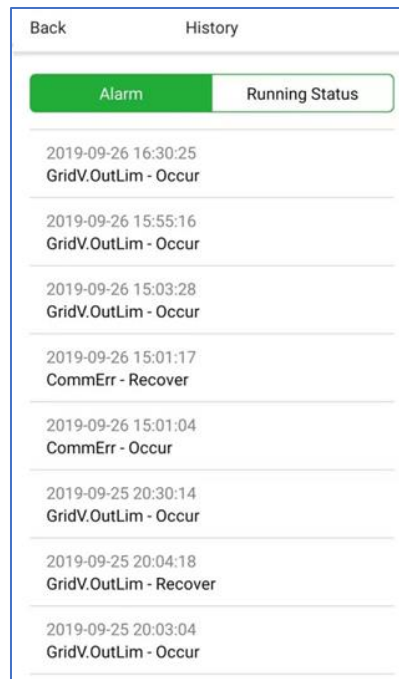 Back History
Alarm Running Status
2019-09-26 16:30:25
GridV.OutLim - Occur
2019-09-26 15:55:16
GridV.OutLim - Occur
2019-09-26 15:03:28
GridV.OutLim - Occur
2019-09-26 15:01:17
CommErr - Recover
2019-09-26 15:01:04
CommErr - Occur
2019-09-25 20:30:14
GridV.OutLim - Occur
2019-09-25 20:04:18
GridV.OutLim - Recover
2019-09-25 20:03:04
GridV.OutLim - Occur